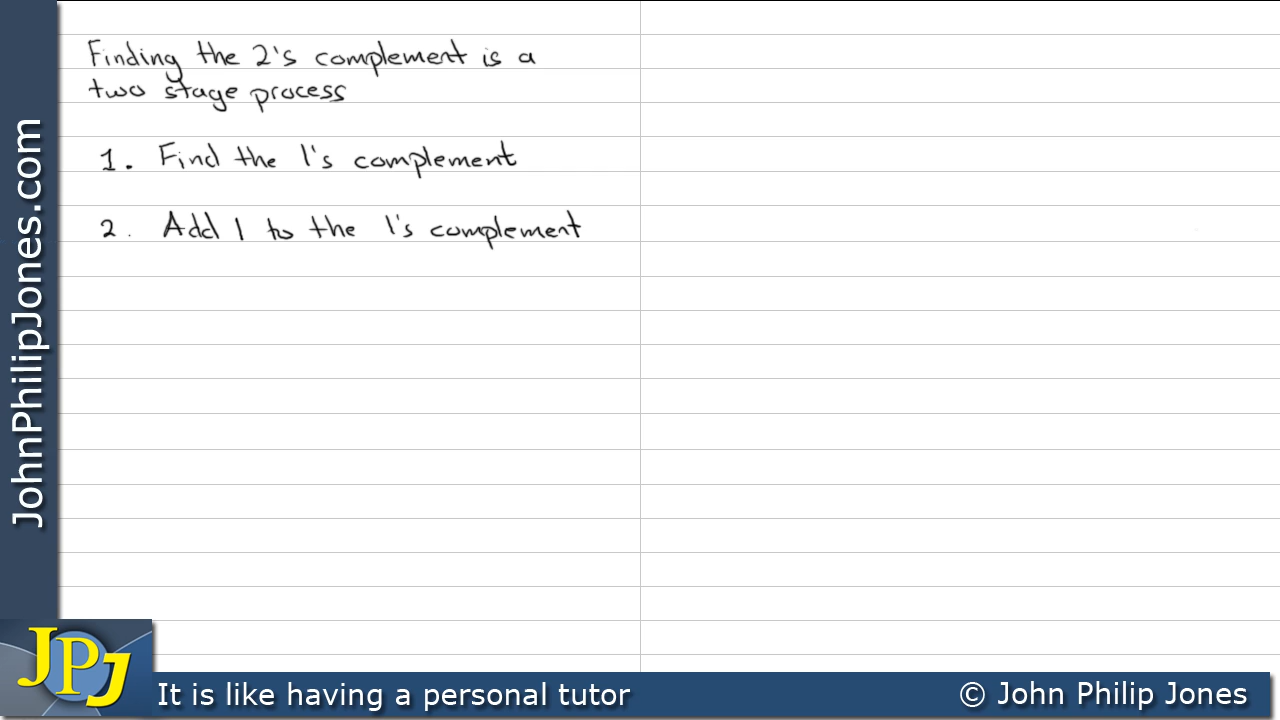 Finding the 2's complement is a
two stage process
1. Find the 1's complement
2. Add 1 to the 1's complement
JohnPhilipJones.com
JPJ
It is like having a personal tutor
© John Philip Jones